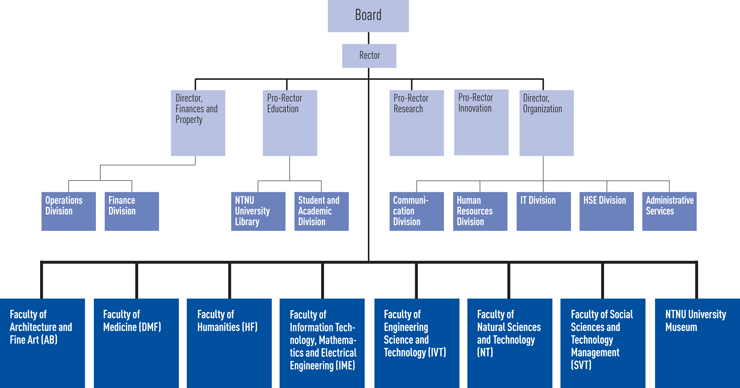 Board
Rector
Director,
Finances and
Property
Pro-Rector
Education
Pro-Rector
Research
Pro-Rector
Innovation
Director,
Organization
Operations
Division
Finance
Division
NTNU
University
Library
Student and
Academic
Division
Communi-
cation
Division
Human
Resources
Division
IT Division
HSE Division
Administrative
Services
Faculty of
Architecture and
Fine Art (AB)
Faculty of
Medicine (DMF)
Faculty of
Humanities (HF)
Faculty of
Information Tech-
nology, Mathema-
tics and Electrical
Engineering (IME)
Faculty of
Engineering
Science and
Technology (IVT)
Faculty of
Natural Sciences
and Technology
(NT)
Faculty of Social
Sciences and
Technology
Management
(SVT)
NTNU University
Museum